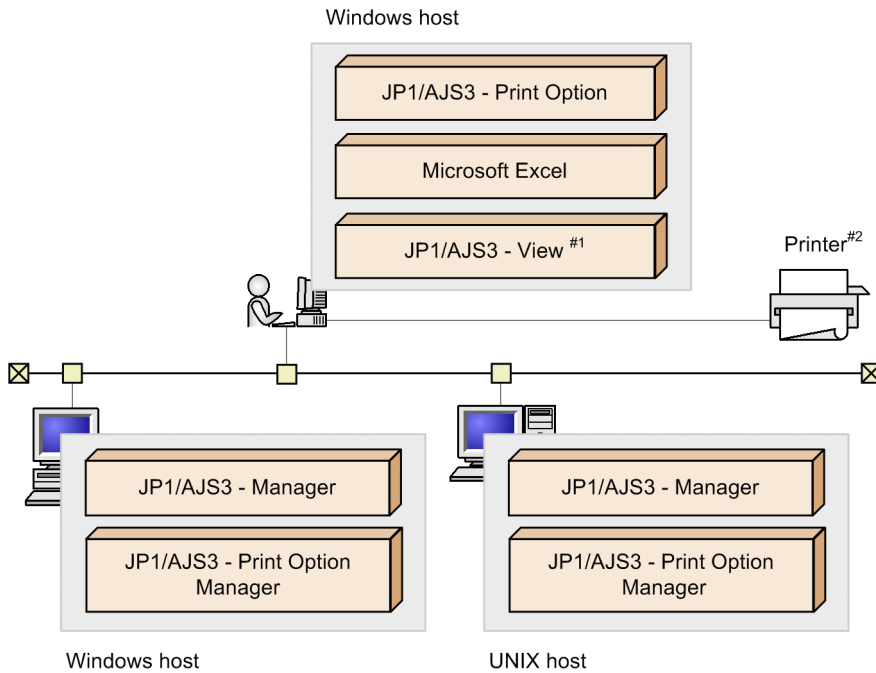 Windows host
JP1/AJS3 - Print Option
Microsoft Excel
JP1/AJS3 - View #1
Printer#2
JP1/AJS3 - Manager
JP1/AJS3 - Print Option
Manager
Windows host
JP1/AJS3 - Manager
JP1/AJS3 - Print Option
Manager
UNIX host